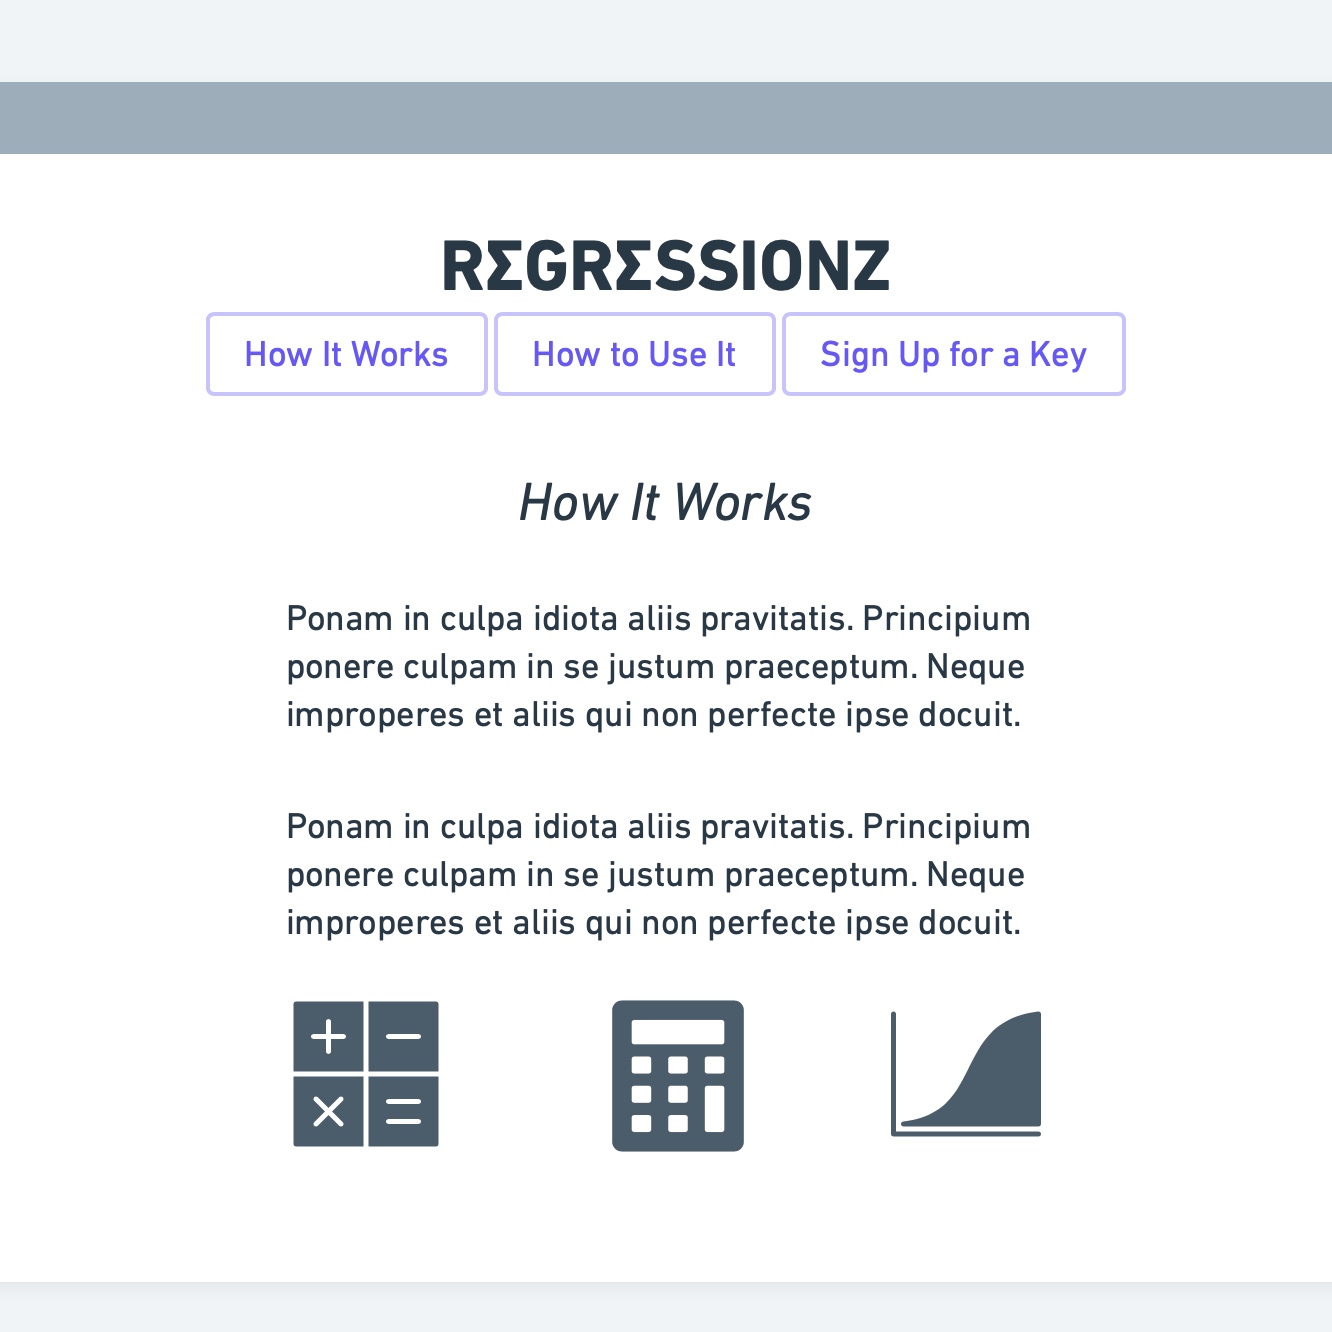 RΣGRΣSSIONZ
How It Works
How to Use It
Sign Up for a Key
How It Works
Ponam in culpa idiota aliis pravitatis. Principium
ponere culpam in se justum praeceptum. Neque
improperes et aliis qui non perfecte ipse docuit.
Ponam in culpa idiota aliis pravitatis. Principium
ponere culpam in se justum praeceptum. Neque
improperes et aliis qui non perfecte ipse docuit.